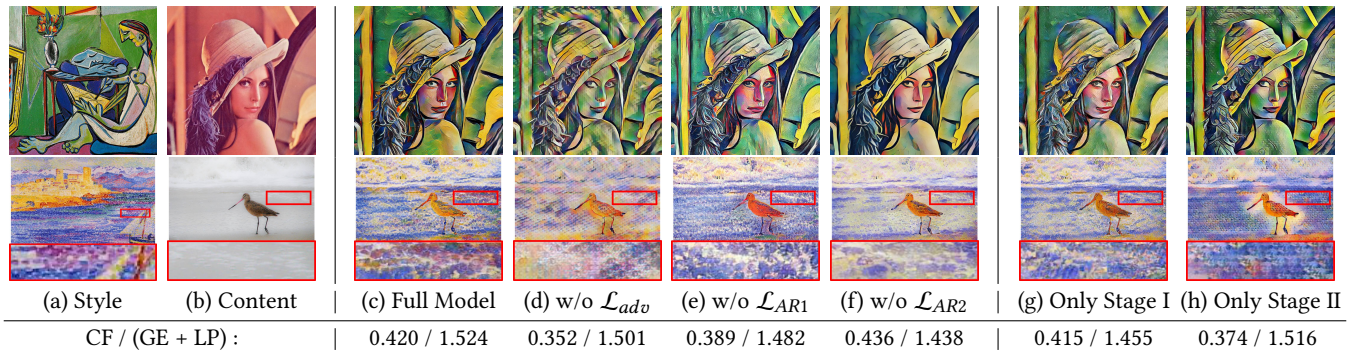 (a) Style (b) Content (c) Full Model (d) w/o ℒ_adv (e) w/o ℒ_AR1 (f) w/o ℒ_AR2 (g) Only Stage I (h) Only Stage II
CF / (GE + LP) : 0.420 / 1.524 0.352 / 1.501 0.389 / 1.482 0.436 / 1.438 0.415 / 1.455 0.374 / 1.516